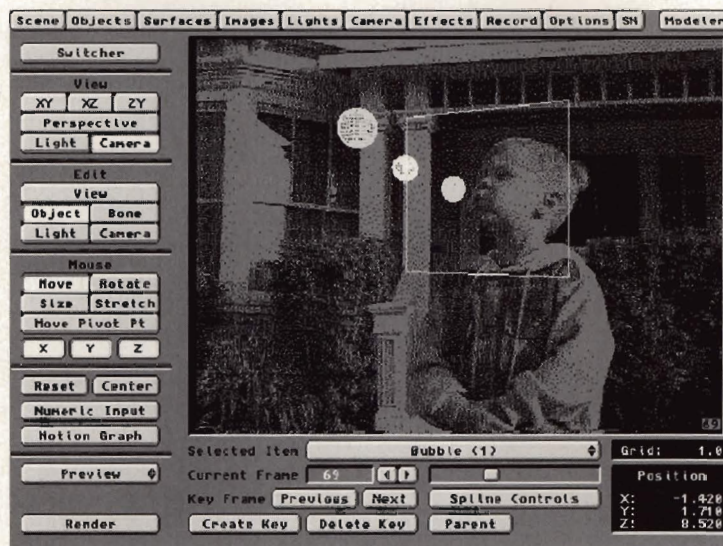 Scene Objects Surfaces Images Lights Camera Effects Record Options SN Modeler
Switcher
View
XY XZ ZY
Perspective
Light Camera
Edit
View
Object Bone
Light Camera
Mouse
Move Rotate
Size Stretch
Move Pivot Pt
X Y Z
Reset Center
Numeric Input
Motion Graph
Preview
Render
69
Selected Item Bubble (1)
Current Frame 69
Key Frame Previous Next Spline Controls
Create Key Delete Key Parent
Grid: 1.0
Position
X: -1.420
Y: 1.710
Z: 8.520